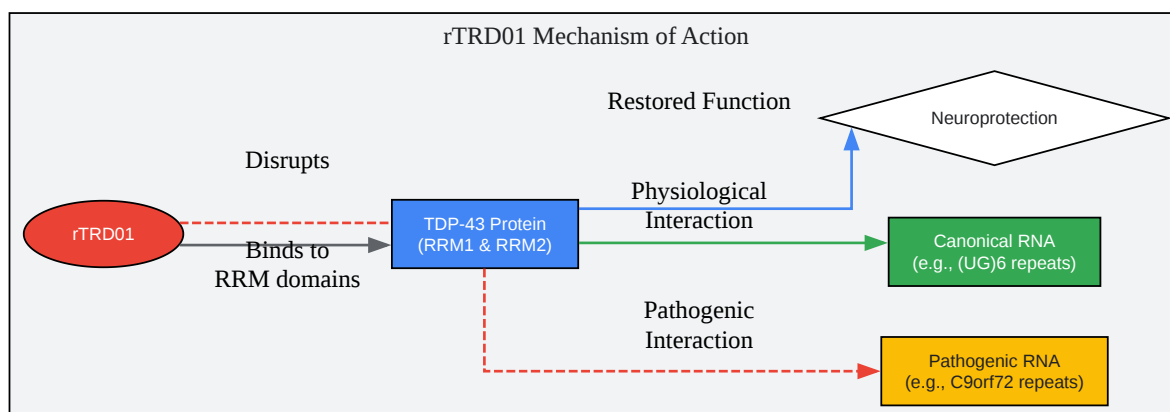 rTRD01 Mechanism of Action
Restored Function
Neuroprotection
Disrupts
Physiological
Interaction
rTRD01
TDP-43 Protein
(RRM1 & RRM2)
Binds to
RRM domains
Canonical RNA
(e.g., (UG)6 repeats)
Pathogenic
Interaction
Pathogenic RNA
(e.g., C9orf72 repeats)